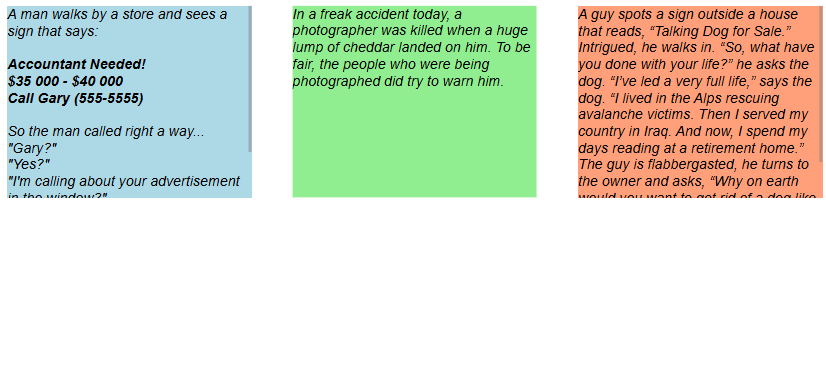 A man walks by a store and sees a
sign that says:
Accountant Needed!
$35 000 - $40 000
Call Gary (555-5555)
So the man called right a way...
"Gary?"
"Yes?"
"I'm calling about your advertisement
in the window?"
In a freak accident today, a
photographer was killed when a huge
lump of cheddar landed on him. To be
fair, the people who were being
photographed did try to warn him.
A guy spots a sign outside a house
that reads, “Talking Dog for Sale.”
Intrigued, he walks in. “So, what have
you done with your life?” he asks the
dog. “I’ve led a very full life,” says the
dog. “I lived in the Alps rescuing
avalanche victims. Then I served my
country in Iraq. And now, I spend my
days reading at a retirement home.”
The guy is flabbergasted, he turns to
the owner and asks, “Why on earth
would you want to get rid of a dog like